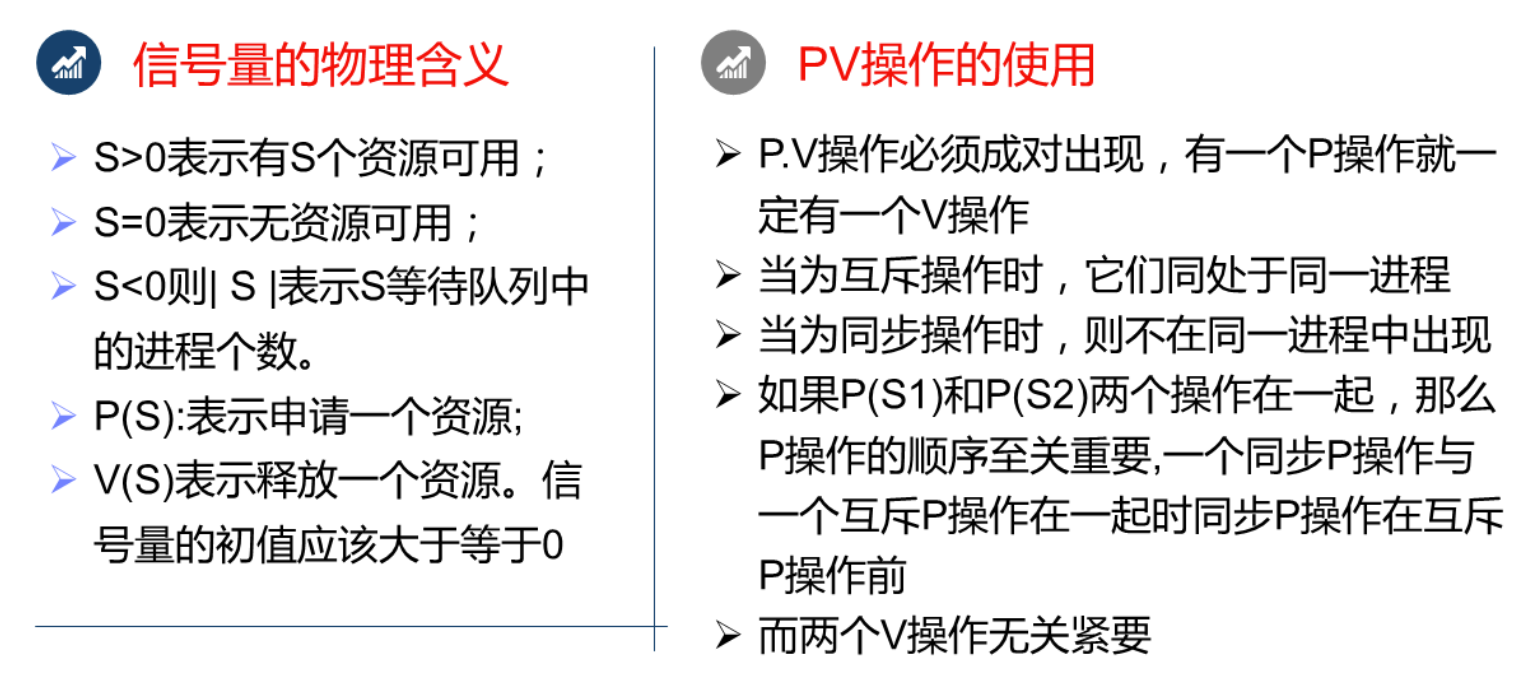 信号量的物理含义
S>0表示有S个资源可用；
S=0表示无资源可用；
S<0则| S |表示S等待队列中
的进程个数。
P(S):表示申请一个资源;
V(S)表示释放一个资源。信
号量的初值应该大于等于0
PV操作的使用
P.V操作必须成对出现，有一个P操作就一
定有一个V操作
当为互斥操作时，它们同处于同一进程
当为同步操作时，则不在同一进程中出现
如果P(S1)和P(S2)两个操作在一起，那么
P操作的顺序至关重要,一个同步P操作与
一个互斥P操作在一起时同步P操作在互斥
P操作前
而两个V操作无关紧要